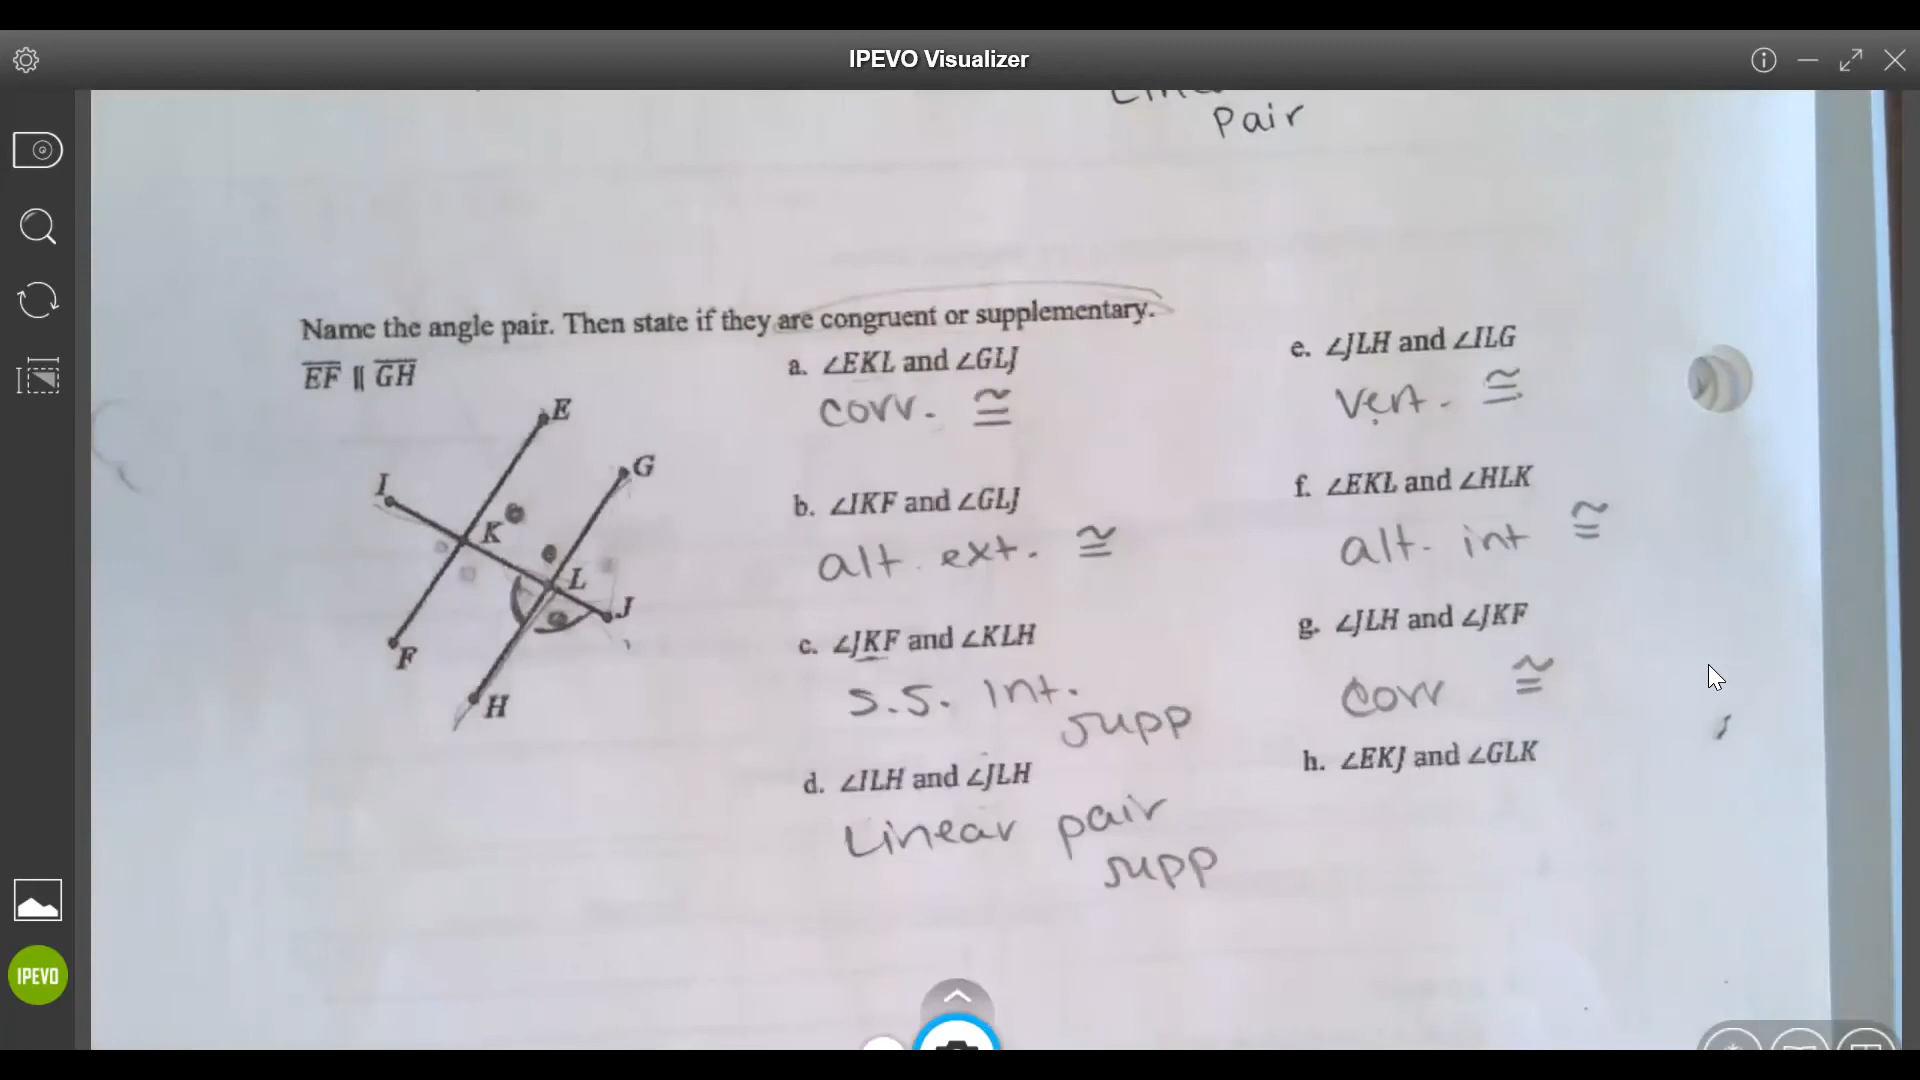 IPEVO Visualizer
Pair
Name the angle pair. Then state if they are congruent or supplementary.
EF ∥ GH
E
G
I
K
L
J
F
H
a. ∠EKL and ∠GLJ
corr. ≅
b. ∠IKF and ∠GLJ
alt. ext. ≅
c. ∠JKF and ∠KLH
S.S. Int.
supp
d. ∠ILH and ∠JLH
Linear pair
supp
e. ∠JLH and ∠ILG
Vert. ≅
f. ∠EKL and ∠HLK
alt. int ≅
g. ∠JLH and ∠JKF
Corr ≅
h. ∠EKJ and ∠GLK
IPEVO